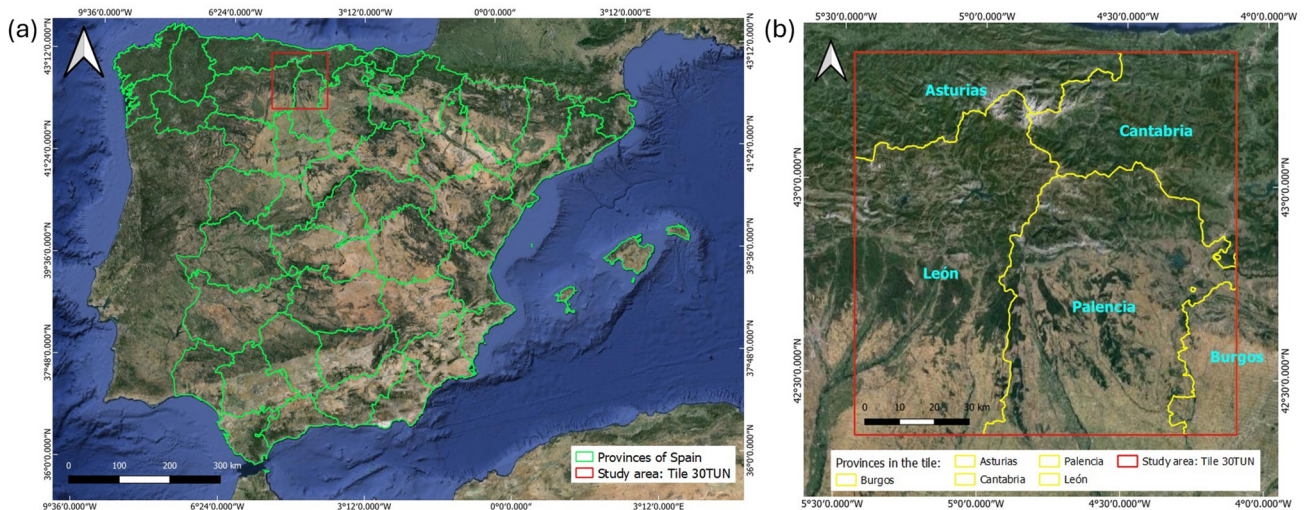 (a)
9°36'0.000"W 6°24'0.000"W 3°12'0.000"W 0°0'0.000"E 3°12'0.000"E
43°12'0.000"N
41°24'0.000"N
39°36'0.000"N
37°48'0.000"N
36°0'0.000"N
43°12'0.000"N
41°24'0.000"N
39°36'0.000"N
37°48'0.000"N
36°0'0.000"N
0 100 200 300 km
Provinces of Spain
Study area: Tile 30TUN
9°36'0.000"W 6°24'0.000"W 3°12'0.000"W 0°0'0.000"E 3°12'0.000"E
(b)
5°30'0.000"W 5°0'0.000"W 4°30'0.000"W 4°0'0.000"W
43°0'0.000"N
42°30'0.000"N
43°0'0.000"N
42°30'0.000"N
Asturias
Cantabria
León
Palencia
Burgos
0 10 20 30 km
Provinces in the tile:
Burgos
Asturias
Cantabria
Palencia
León
Study area: Tile 30TUN
5°30'0.000"W 5°0'0.000"W 4°30'0.000"W 4°0'0.000"W